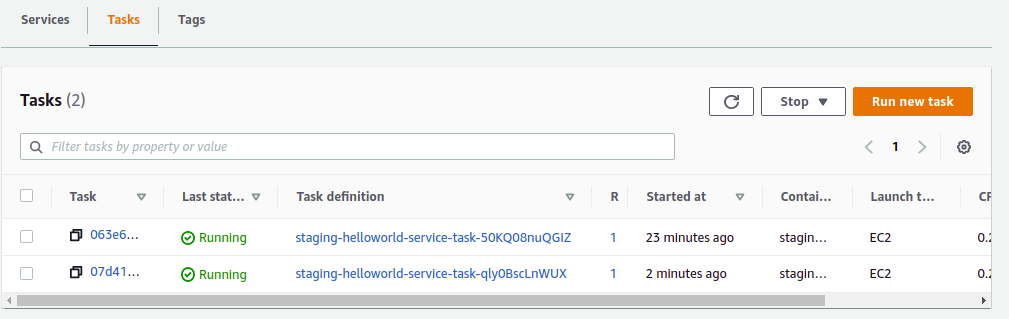 Services Tasks Tags
Tasks (2) Stop Run new task
Filter tasks by property or value 1
Task Last stat... Task definition R Started at Contai... Launch t... CP
063e6... Running staging-helloworld-service-task-50KQ08nuQGIZ 1 23 minutes ago stagin... EC2 0.2
07d41... Running staging-helloworld-service-task-qly0BscLnWUX 1 2 minutes ago stagin... EC2 0.2